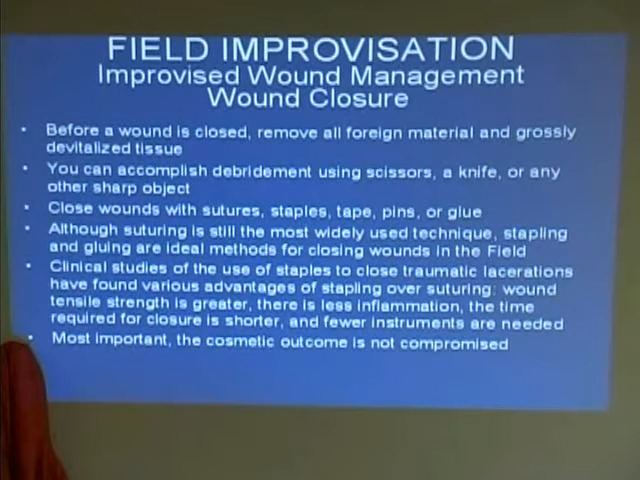 FIELD IMPROVISATION
Improvised Wound Management
Wound Closure
• Before a wound is closed, remove all foreign material and grossly
devitalized tissue
• You can accomplish debridement using scissors, a knife, or any
other sharp object
• Close wounds with sutures, staples, tape, pins, or glue
• Although suturing is still the most widely used technique, stapling
and gluing are ideal methods for closing wounds in the Field
• Clinical studies of the use of staples to close traumatic lacerations
have found various advantages of stapling over suturing: wound
tensile strength is greater, there is less inflammation, the time
required for closure is shorter, and fewer instruments are needed
• Most important, the cosmetic outcome is not compromised